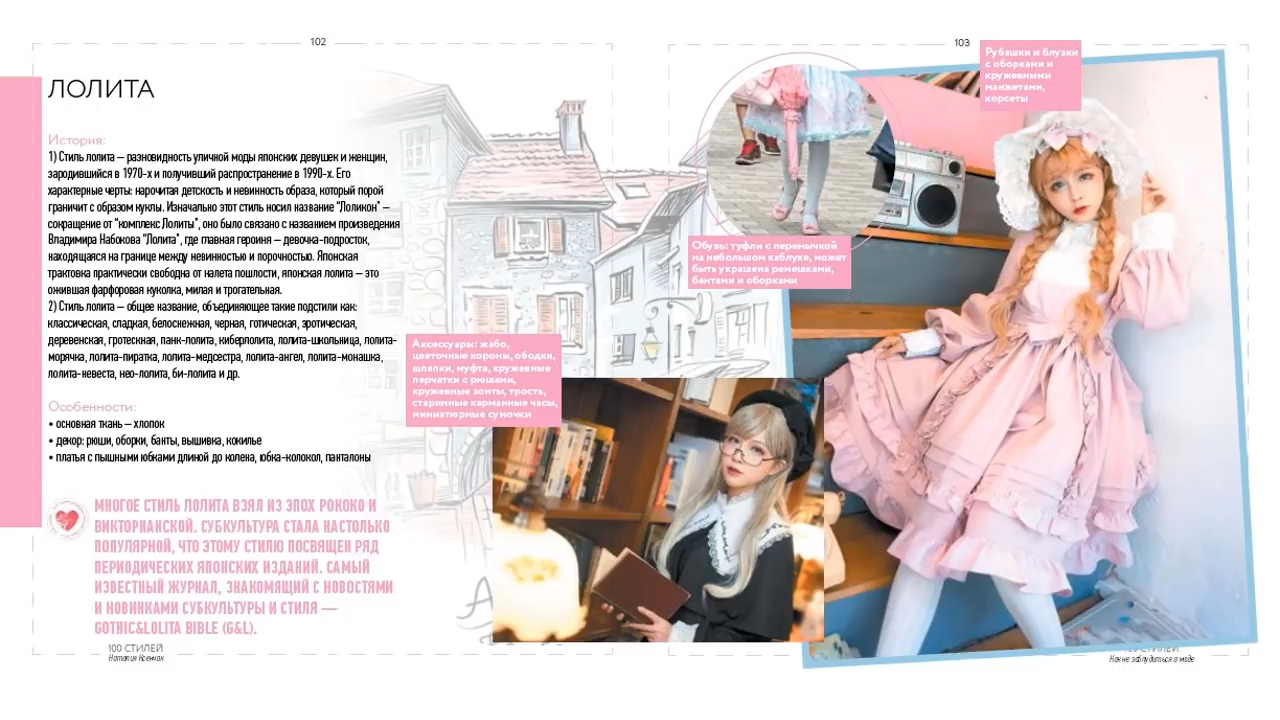 102
ЛОЛИТА
История:
1) Стиль лолита – разновидность уличной моды японских девушек и женщин,
зародившийся в 1970-х и получивший распространение в 1990-х. Его
характерные черты: нарочитая детскость и невинность образа, который порой
граничит с образом куклы. Изначально этот стиль носил название "Лоликон" –
сокращение от "комплекс Лолиты", оно было связано с названием произведения
Владимира Набокова "Лолита", где главная героиня – девочка-подросток,
находящаяся на границе между невинностью и порочностью. Японская
трактовка практически свободна от налета пошлости, японская лолита – это
ожившая фарфоровая куколка, милая и трогательная.
2) Стиль лолита – общее название, объединяющее такие подстили как:
классическая, сладкая, белоснежная, черная, готическая, эротическая,
деревенская, гротескная, панк-лолита, киберлолита, лолита-школьница, лолита-
морячка, лолита-пиратка, лолита-медсестра, лолита-ангел, лолита-монашка,
лолита-невеста, нео-лолита, би-лолита и др.
Особенности:
• основная ткань – хлопок
• декор: рюши, оборки, банты, вышивка, кокилье
• платья с пышными юбками длиной до колена, юбка-колокол, панталоны
МНОГОЕ СТИЛЬ ЛОЛИТА ВЗЯЛ ИЗ ЭПОХ РОКОКО И
ВИКТОРИАНСКОЙ. СУБКУЛЬТУРА СТАЛА НАСТОЛЬКО
ПОПУЛЯРНОЙ, ЧТО ЭТОМУ СТИЛЮ ПОСВЯЩЕН РЯД
ПЕРИОДИЧЕСКИХ ЯПОНСКИХ ИЗДАНИЙ. САМЫЙ
ИЗВЕСТНЫЙ ЖУРНАЛ, ЗНАКОМЯЩИЙ С НОВОСТЯМИ
И НОВИНКАМИ СУБКУЛЬТУРЫ И СТИЛЯ —
GOTHIC&LOLITA BIBLE (G&L).
100 СТИЛЕЙ
Наталия Ксенчак
Аксессуары: жабо,
цветочные короны, ободки,
шляпки, муфта, кружевные
перчатки с рюшами,
кружевные зонты, трость,
старинные карманные часы,
миниатюрные сумочки
103
Рубашки и блузки
с оборками и
кружевными
манжетами,
корсеты
Обувь: туфли с перемычкой
на небольшом каблуке, может
быть украшена ремешками,
бантами и оборками
100 СТИЛЕЙ
Как не заблудиться в моде